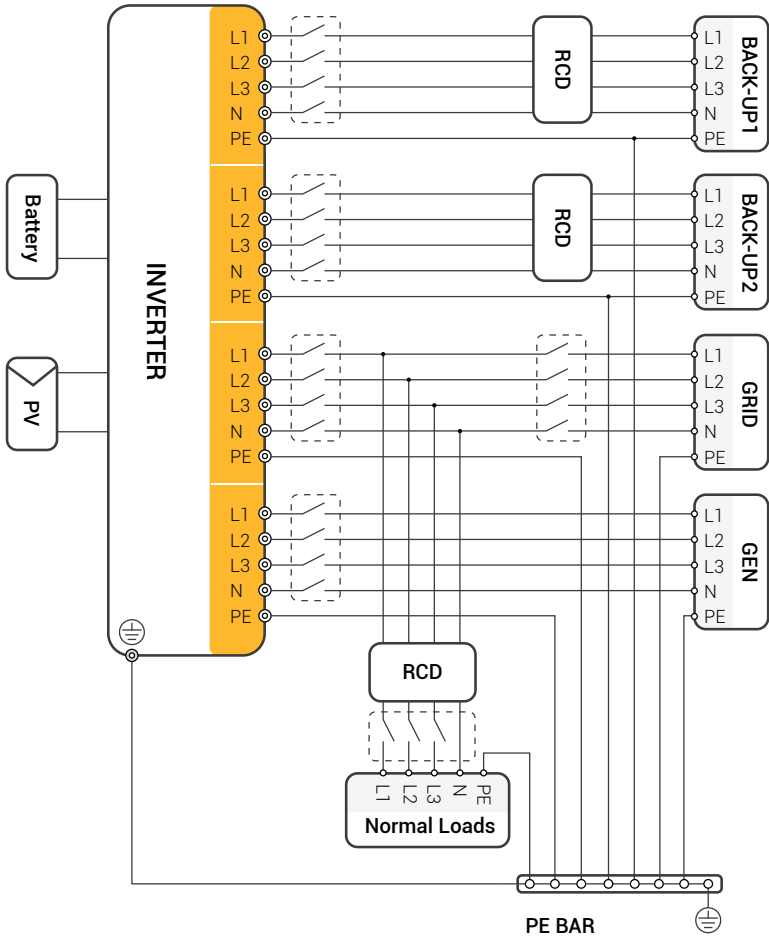 L1
L2
L3
N
PE
RCD
L1
L2
L3
N
PE
BACK-UP1
L1
L2
L3
N
PE
RCD
L1
L2
L3
N
PE
BACK-UP2
Battery
PV
INVERTER
L1
L2
L3
N
PE
L1
L2
L3
N
PE
GRID
L1
L2
L3
N
PE
L1
L2
L3
N
PE
GEN
RCD
L1
L2
L3
N
PE
Normal Loads
PE BAR